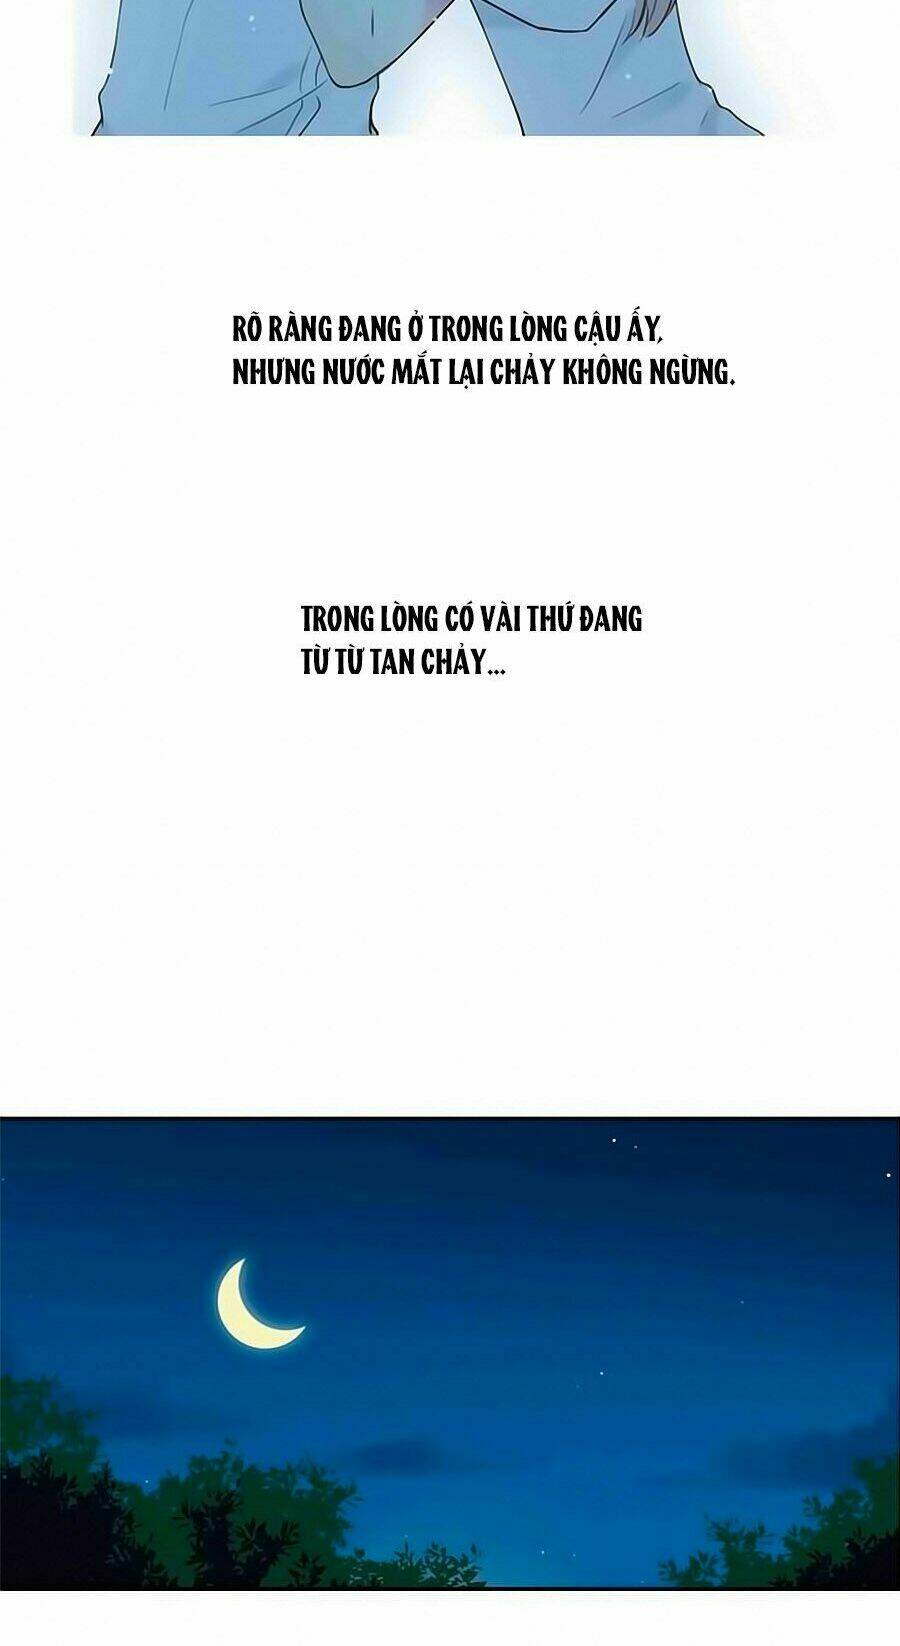 RÕ RÀNG ĐANG Ở TRONG LÒNG CẬU ẤY,
NHƯNG NƯỚC MẮT LẠI CHẢY KHÔNG NGỪNG.
TRONG LÒNG CÓ VÀI THỨ ĐANG
TỪ TỪ TAN CHẢY...